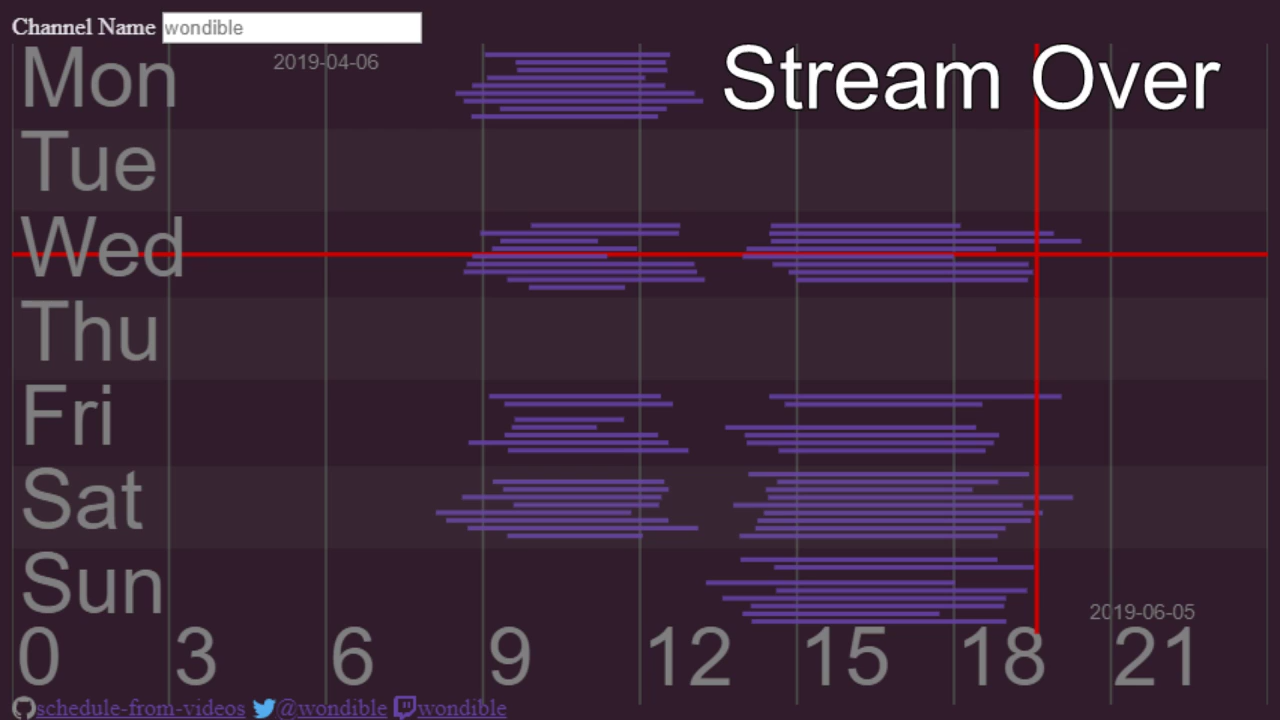 Channel Name wondible
Stream Over
2019-04-06
Mon
Tue
Wed
Thu
Fri
Sat
Sun
2019-06-05
0 3 6 9 12 15 18 21
schedule-from-videos @wondible wondible